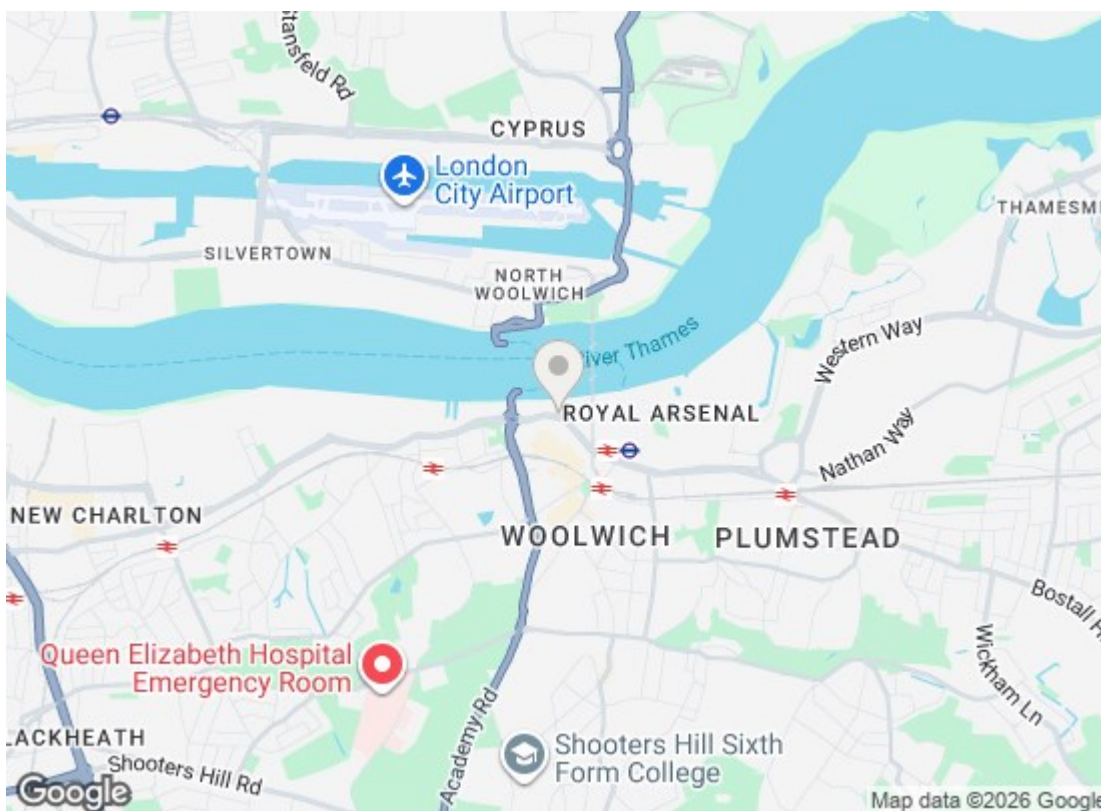 Stansfeld Rd
CYPRUS
London
City Airport
THAMESM
SILVERTOWN
NORTH
WOOLWICH
River Thames
Western Way
ROYAL ARSENAL
Nathan Way
NEW CHARLTON
WOOLWICH
PLUMSTEAD
Bostall H
Wickham Ln
Queen Elizabeth Hospital
Emergency Room
Academy Rd
LACKHEATH
Shooters Hill Rd
Shooters Hill Sixth
Form College
Google
Map data ©2026 Google